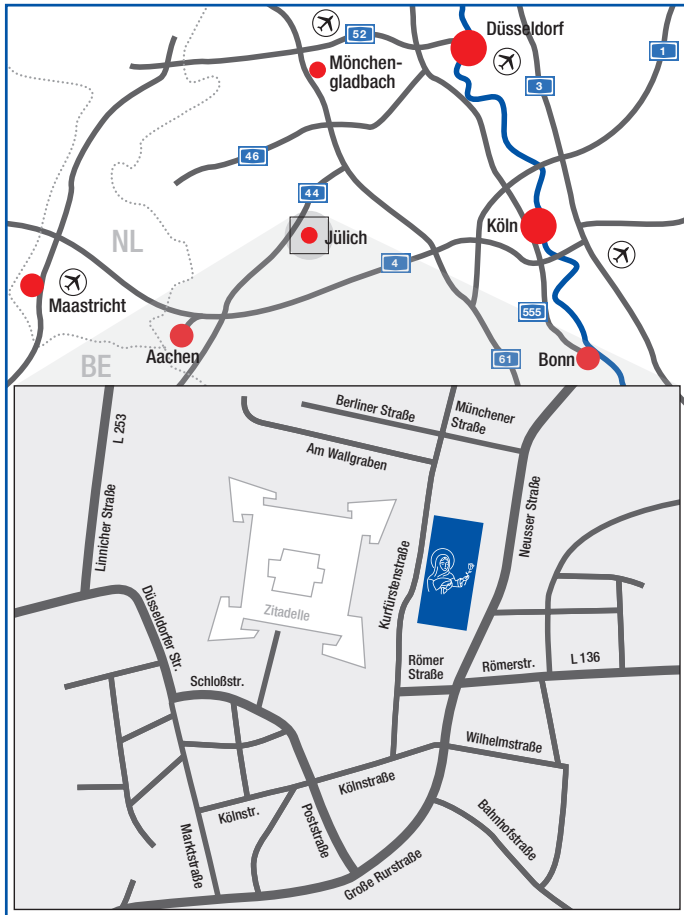 Düsseldorf
52
1
Mönchen-
gladbach
3
46
44
NL
Köln
Jülich
4
Maastricht
555
Aachen
61
Bonn
BE
L 253
Berliner Straße
Münchener
Straße
Am Wallgraben
Linnicher Straße
Neusser Straße
Kurfürstenstraße
Zitadelle
Düsseldorfer Str.
Römer
Straße
Römerstr.
L 136
Schloßstr.
Wilhelmstraße
Kölnstraße
Kölnstr.
Poststraße
Bahnhofstraße
Marktstraße
Große Rurstraße